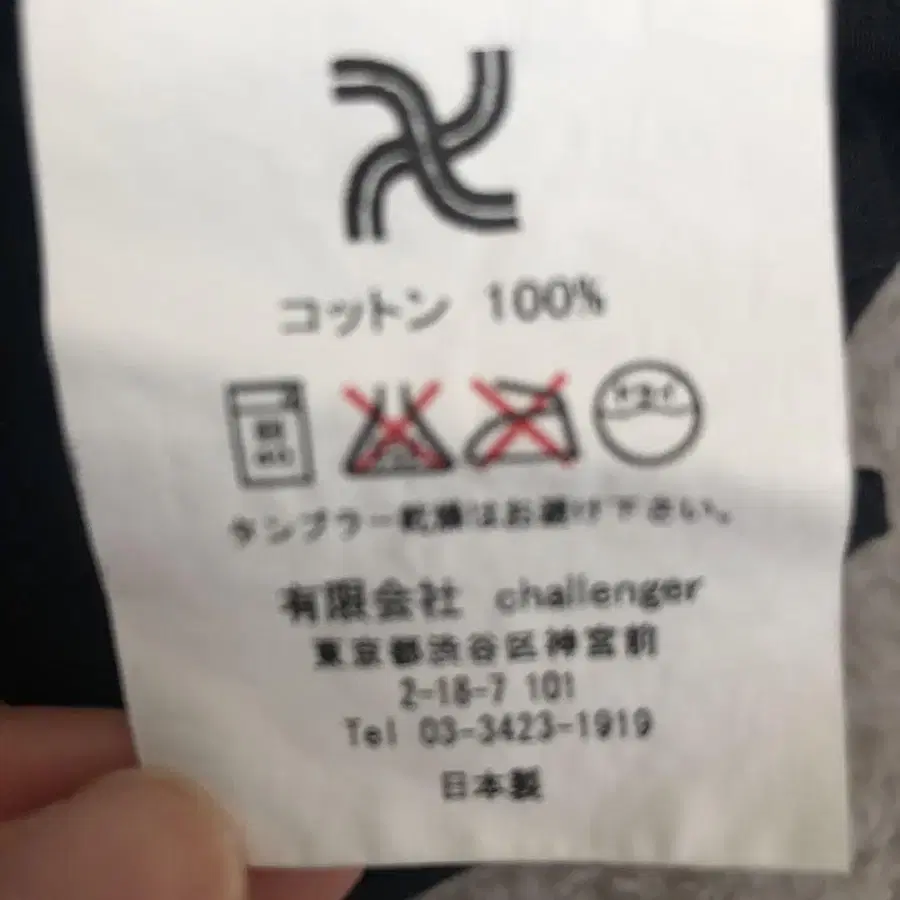 コットン 100%
タンブラー乾燥はお避け下さい。
有限会社 challenger
東京都渋谷区神宮前
2-18-7 101
Tel 03-3423-1919
日本製